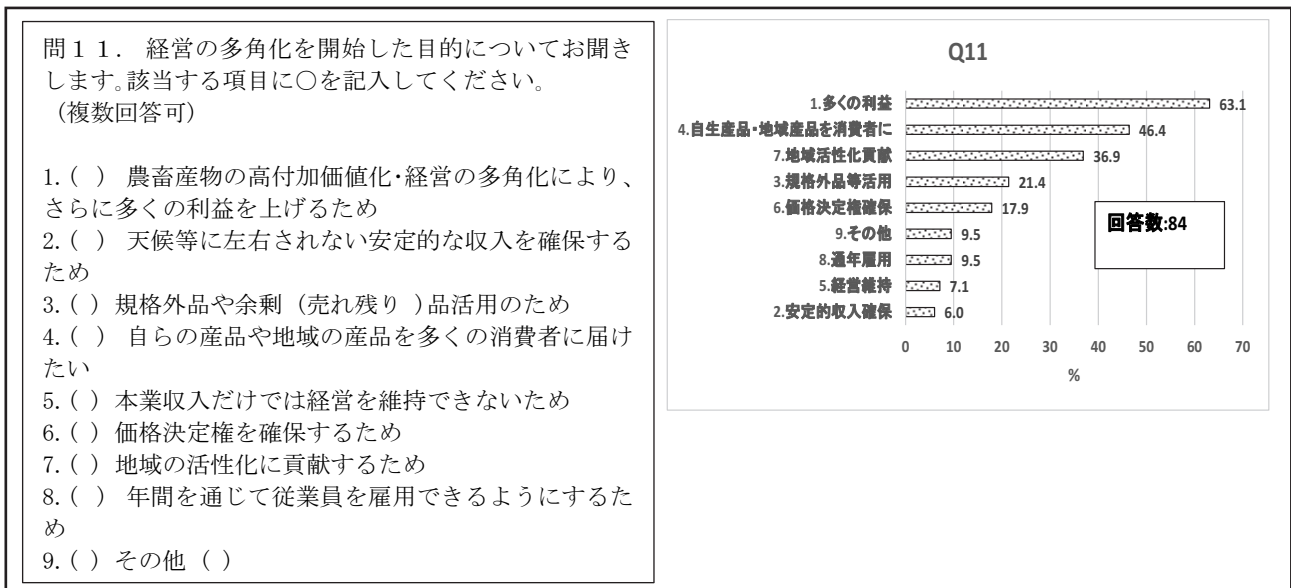 問11. 経営の多角化を開始した目的についてお聞き
します。該当する項目に○を記入してください。
(複数回答可)
1.( ) 農畜産物の高付加価値化・経営の多角化により、
さらに多くの利益を上げるため
2.( ) 天候等に左右されない安定的な収入を確保する
ため
3.( ) 規格外品や余剰 (売れ残り )品活用のため
4.( ) 自らの産品や地域の産品を多くの消費者に届け
たい
5.( ) 本業収入だけでは経営を維持できないため
6.( ) 価格決定権を確保するため
7.( ) 地域の活性化に貢献するため
8.( ) 年間を通じて従業員を雇用できるようにするた
め
9.( ) その他 ( )
Q11
1.多くの利益 63.1
4.自生産品・地域産品を消費者に 46.4
7.地域活性化貢献 36.9
3.規格外品等活用 21.4
6.価格決定権確保 17.9
9.その他 9.5
8.通年雇用 9.5
5.経営維持 7.1
2.安定的収入確保 6.0
回答数:84
0 10 20 30 40 50 60 70
%